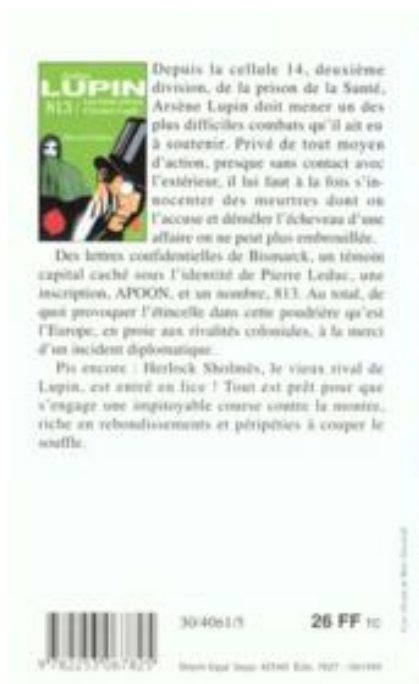 LUPIN
813
Depuis la cellule 14, deuxième
division, de la prison de la Santé,
Arsène Lupin doit mener un des
plus difficiles combats qu'il ait eu
à soutenir. Privé de tout moyen
d'action, presque sans contact avec
l'extérieur, il lui faut à la fois s'in-
nocenter des meurtres dont on
l'accuse et démêler l'écheveau d'une
affaire on ne peut plus embrouillée.
Des lettres confidentielles de Bismarck, un témoin
capital caché sous l'identité de Pierre Leduc, une
inscription, APOON, et un nombre, 813. Au total, de
quoi provoquer l'étincelle dans cette poudrière qu'est
l'Europe, en proie aux rivalités coloniales, à la merci
d'un incident diplomatique.
Pis encore : Herlock Sholmès, le vieux rival de
Lupin, est entré en lice ! Tout est prêt pour que
s'engage une impitoyable course contre la montre,
riche en rebondissements et péripéties à couper le
souffle.
30/4061/5
26 FF TC
9 782253 067825